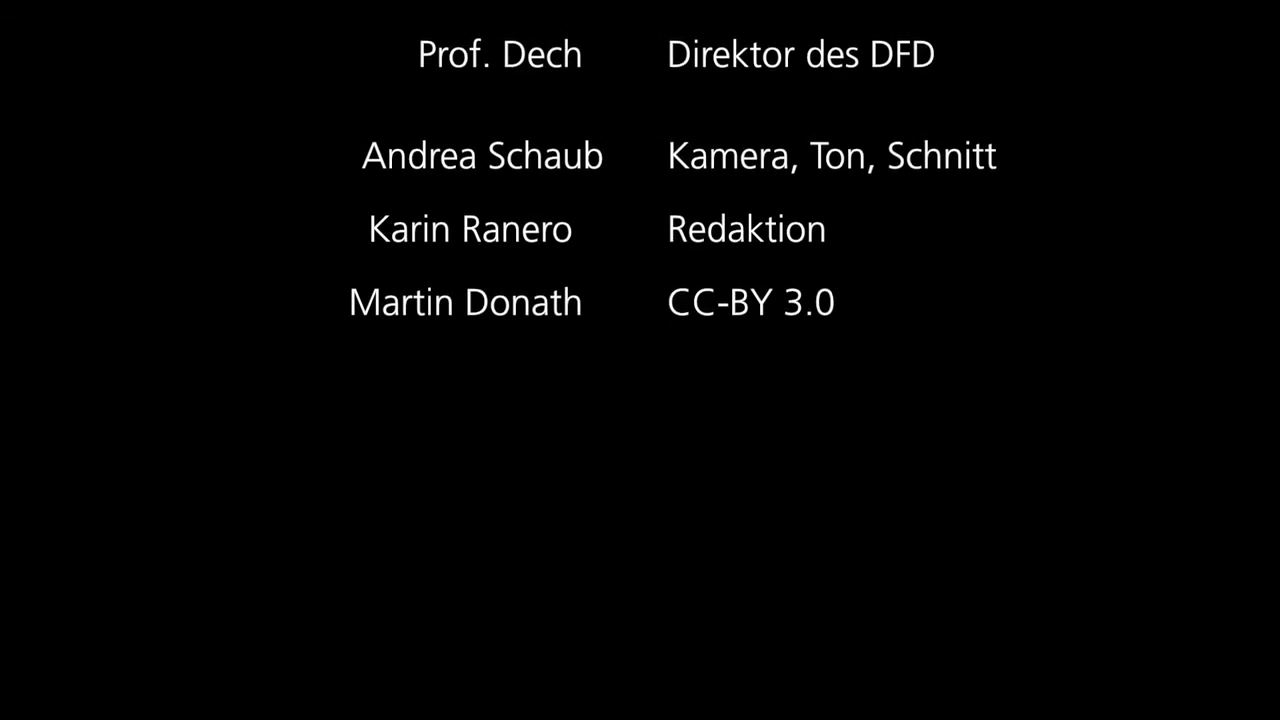 Prof. Dech Direktor des DFD
Andrea Schaub Kamera, Ton, Schnitt
Karin Ranero Redaktion
Martin Donath CC-BY 3.0